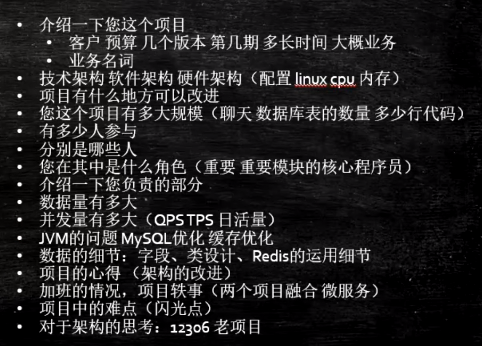 介绍一下您这个项目
客户 预算 几个版本 第几期 多长时间 大概业务
业务名词
技术架构 软件架构 硬件架构（配置 linux cpu 内存）
项目有什么地方可以改进
您这个项目有多大规模（聊天 数据库表的数量 多少行代码）
有多少人参与
分别是哪些人
您在其中是什么角色（重要 重要模块的核心程序员）
介绍一下您负责的部分
数据量有多大
并发量有多大（QPS TPS 日活量）
JVM的问题 MySQL优化 缓存优化
数据的细节：字段、类设计、Redis的运用细节
项目的心得 （架构的改进）
加班的情况，项目轶事（两个项目融合 微服务）
项目中的难点（闪光点）
对于架构的思考：12306 老项目